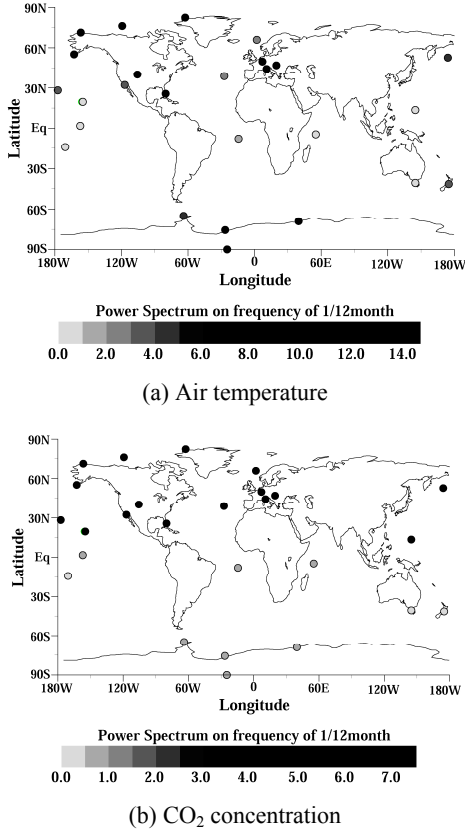 90N
60N
30N
Eq
30S
60S
90S
Latitude
180W 120W 60W 0 60E 120W 180W
Longitude
Power Spectrum on frequency of 1/12month
0.0 2.0 4.0 6.0 8.0 10.0 12.0 14.0
(a) Air temperature
90N
60N
30N
Eq
30S
60S
90S
Latitude
180W 120W 60W 0 60E 120W 180W
Longitude
Power Spectrum on frequency of 1/12month
0.0 1.0 2.0 3.0 4.0 5.0 6.0 7.0
(b) CO₂ concentration